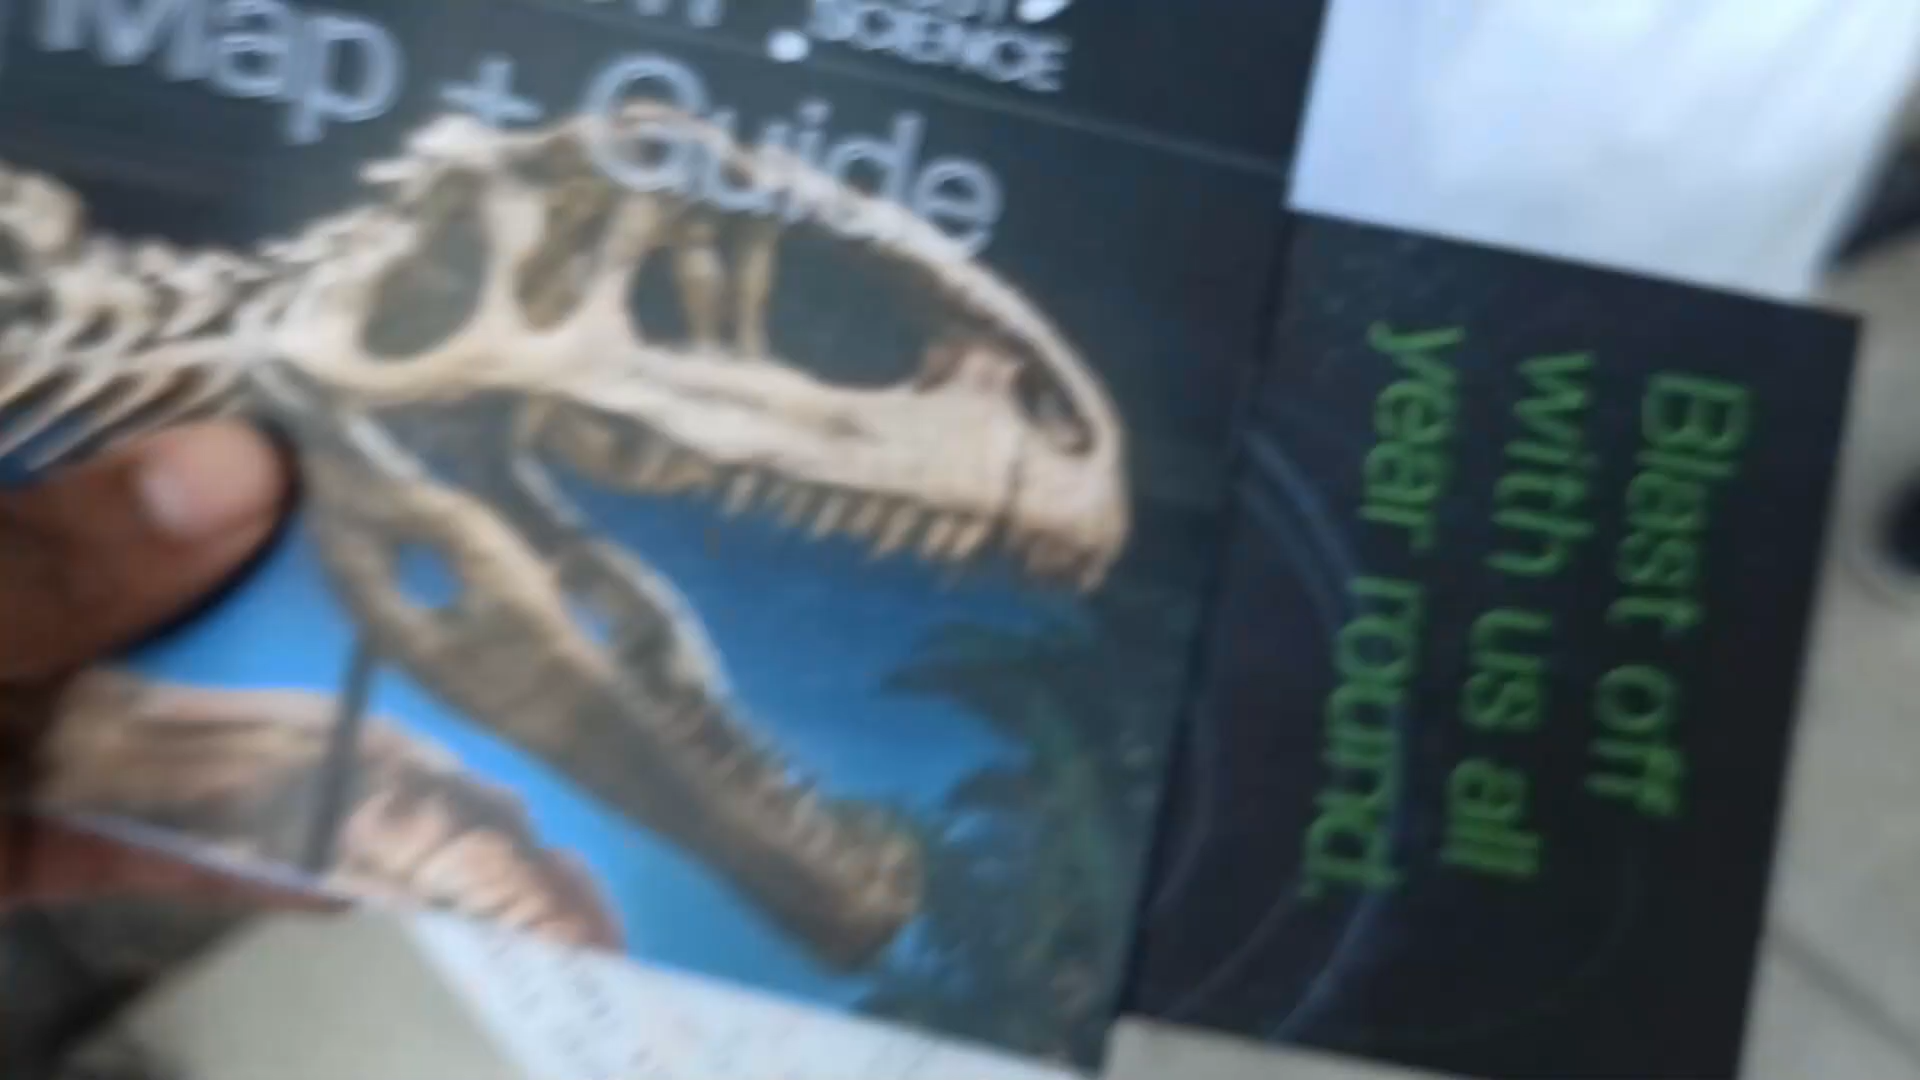 SCIENCE
Map + Guide
Blast off
with us all
year round.